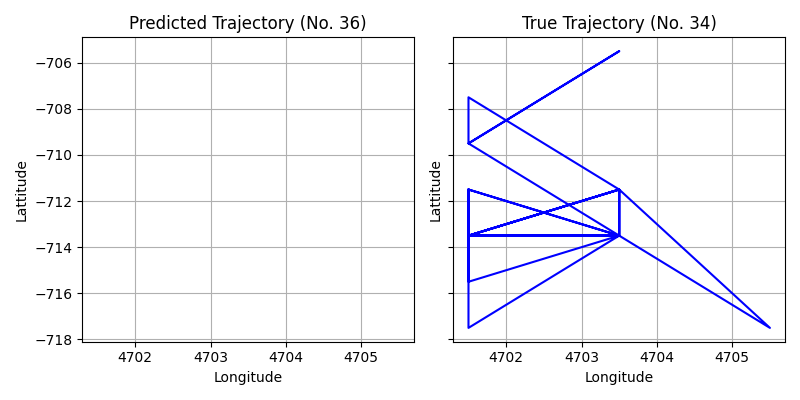 Predicted Trajectory (No. 36)
True Trajectory (No. 34)
Lattitude
−706
−708
−710
−712
−714
−716
−718
4702
4703
4704
4705
Longitude
Lattitude
4702
4703
4704
4705
Longitude